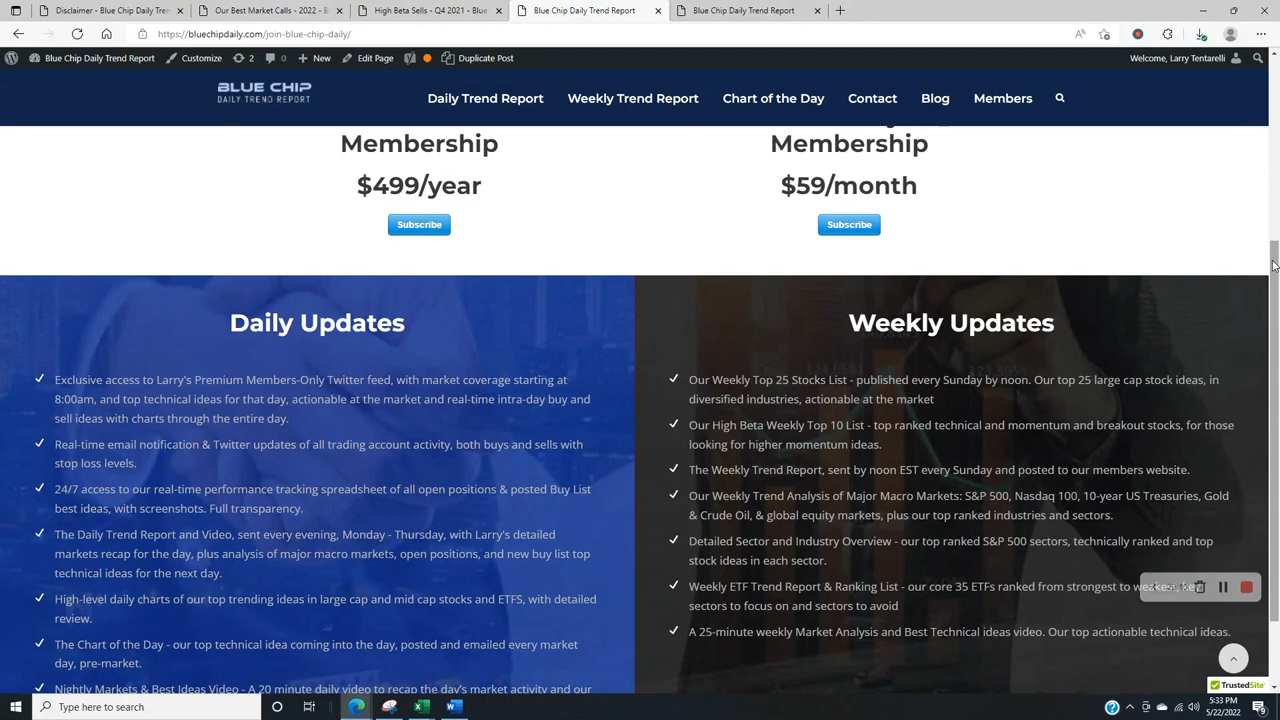 Disclaimer - Blue Chip Daily Tren
Our Best Market Calls - 2022 - B
High Beta Sells - Q4 2021 - Blue
Blue Chip Daily Trend Report
Blue Chip Daily Trend Report
https://bluechipdaily.com/join-blue-chip-daily/
Blue Chip Daily Trend Report
Customize
2
0
New
Edit Page
Duplicate Post
Welcome, Larry Tentarelli
BLUE CHIP
DAILY TREND REPORT
Daily Trend Report
Weekly Trend Report
Chart of the Day
Contact
Blog
Members
Membership
$499/year
Subscribe
Membership
$59/month
Subscribe
Daily Updates
Exclusive access to Larry's Premium Members-Only Twitter feed, with market coverage starting at
8:00am, and top technical ideas for that day, actionable at the market and real-time intra-day buy and
sell ideas with charts through the entire day.
Real-time email notification & Twitter updates of all trading account activity, both buys and sells with
stop loss levels.
24/7 access to our real-time performance tracking spreadsheet of all open positions & posted Buy List
best ideas, with screenshots. Full transparency.
The Daily Trend Report and Video, sent every evening, Monday - Thursday, with Larry's detailed
markets recap for the day, plus analysis of major macro markets, open positions, and new buy list top
technical ideas for the next day.
High-level daily charts of our top trending ideas in large cap and mid cap stocks and ETFS, with detailed
review.
The Chart of the Day - our top technical idea coming into the day, posted and emailed every market
day, pre-market.
Nightly Markets & Best Ideas Video - A 20 minute daily video to recap the day's market activity and our
Weekly Updates
Our Weekly Top 25 Stocks List - published every Sunday by noon. Our top 25 large cap stock ideas, in
diversified industries, actionable at the market
Our High Beta Weekly Top 10 List - top ranked technical and momentum and breakout stocks, for those
looking for higher momentum ideas.
The Weekly Trend Report, sent by noon EST every Sunday and posted to our members website.
Our Weekly Trend Analysis of Major Macro Markets: S&P 500, Nasdaq 100, 10-year US Treasuries, Gold
& Crude Oil, & global equity markets, plus our top ranked industries and sectors.
Detailed Sector and Industry Overview - our top ranked S&P 500 sectors, technically ranked and top
stock ideas in each sector.
Weekly ETF Trend Report & Ranking List - our core 35 ETFs ranked from strongest to weakest, key
sectors to focus on and sectors to avoid
A 25-minute weekly Market Analysis and Best Technical ideas video. Our top actionable technical ideas.
TrustedSite
Type here to search
5:33 PM
5/22/2022